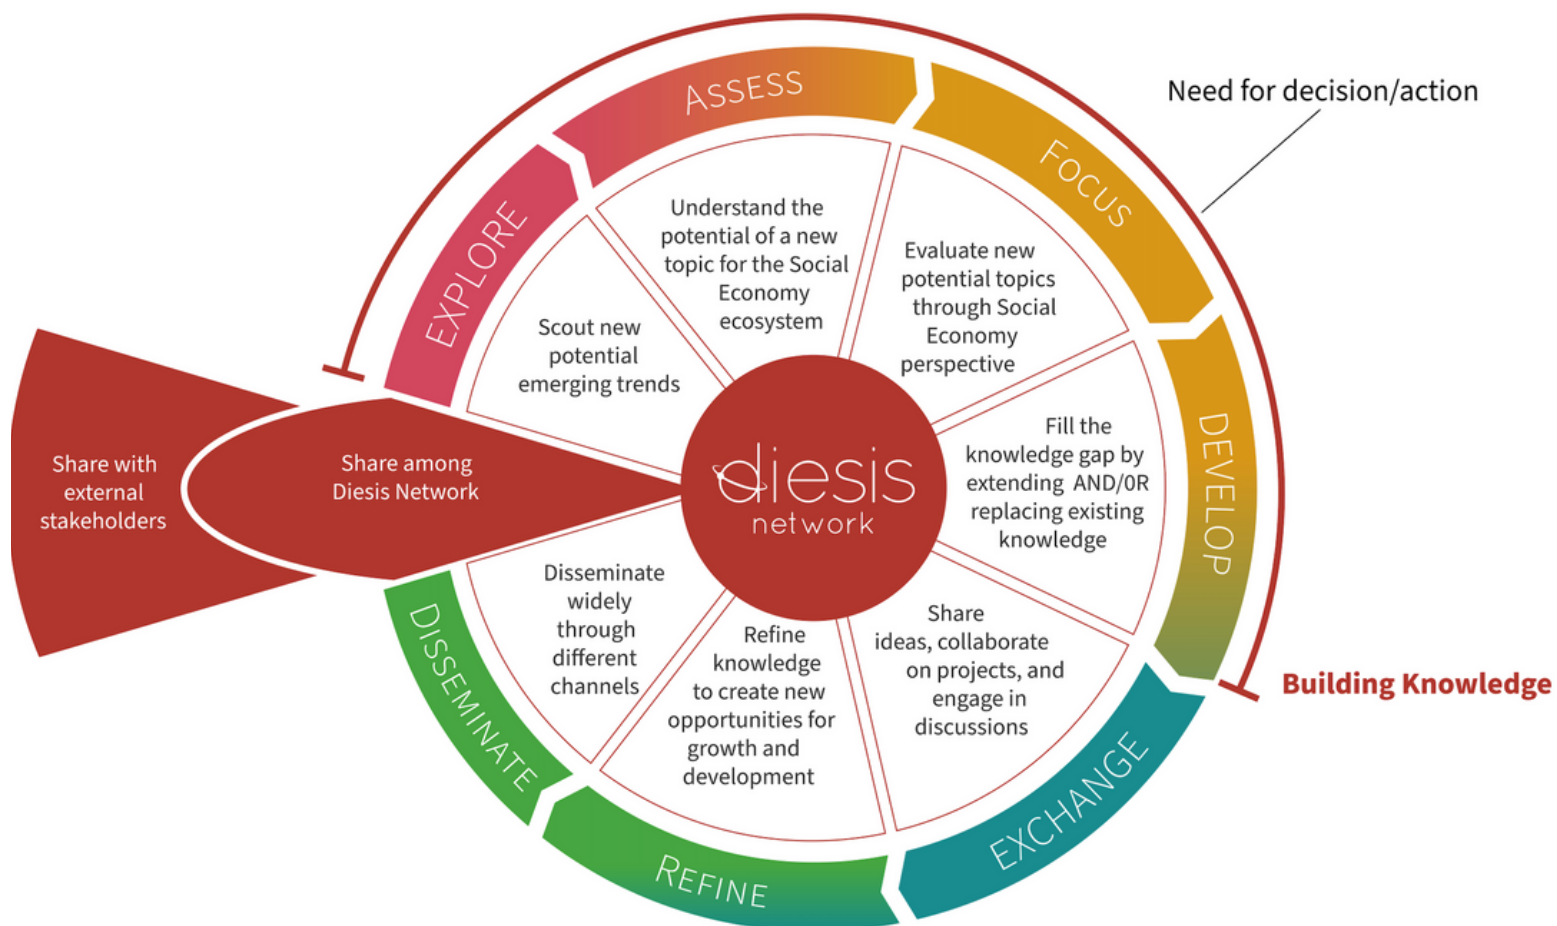 Need for decision/action
ASSESS
FOCUS
EXPLORE
DEVELOP
EXCHANGE
REFINE
DISSEMINATE
Understand the
potential of a new
topic for the Social
Economy
ecosystem
Evaluate new
potential topics
through Social
Economy
perspective
Scout new
potential
emerging trends
Fill the
knowledge gap by
extending AND/OR
replacing existing
knowledge
Share with
external
stakeholders
Share among
Diesis Network
diesis
network
Disseminate
widely
through
different
channels
Refine
knowledge
to create new
opportunities for
growth and
development
Share
ideas, collaborate
on projects, and
engage in
discussions
Building Knowledge